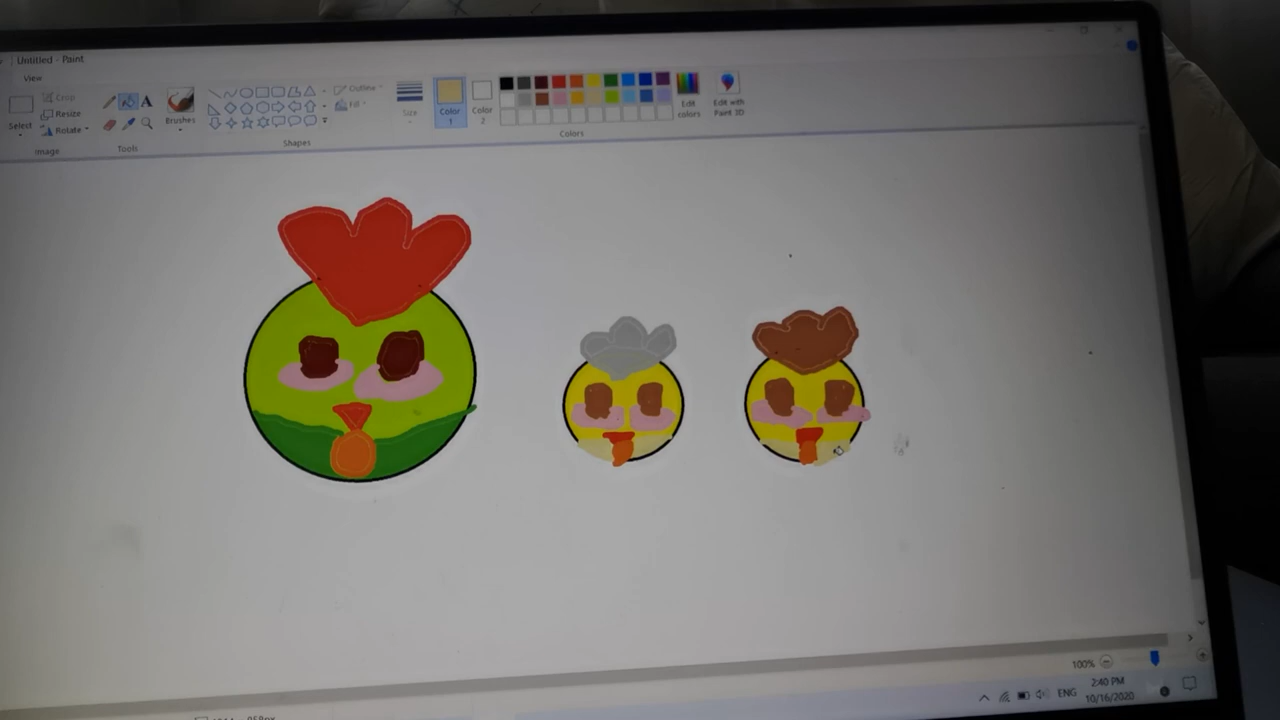 Untitled - Paint
View
Crop
Resize
Select
Rotate
A
Brushes
Outline
Fill
Size
Color 1
Color 2
Edit colors
Edit with Paint 3D
Image
Tools
Shapes
Colors
100%
ENG
2:40 PM
10/16/2020